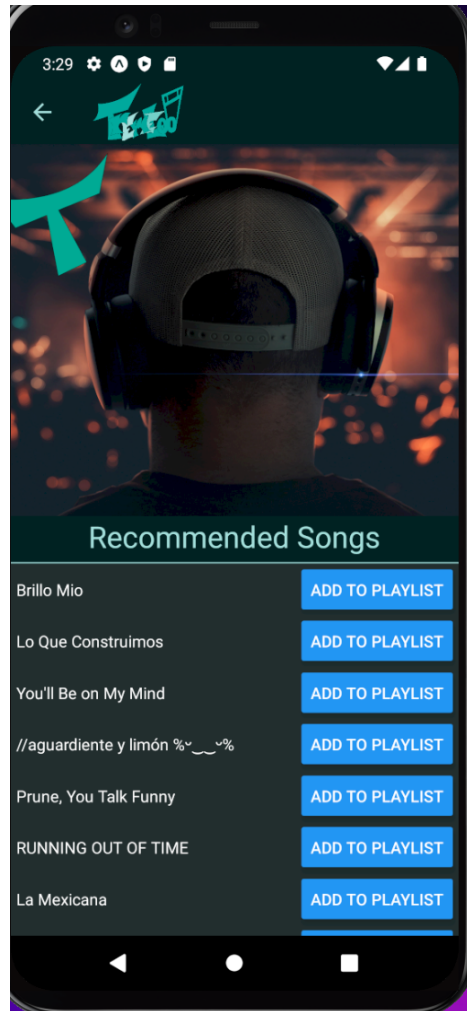 3:29
Recommended Songs
Brillo Mio
ADD TO PLAYLIST
Lo Que Construimos
ADD TO PLAYLIST
You'll Be on My Mind
ADD TO PLAYLIST
//aguardiente y limón %ᵕ‿‿ᵕ%
ADD TO PLAYLIST
Prune, You Talk Funny
ADD TO PLAYLIST
RUNNING OUT OF TIME
ADD TO PLAYLIST
La Mexicana
ADD TO PLAYLIST